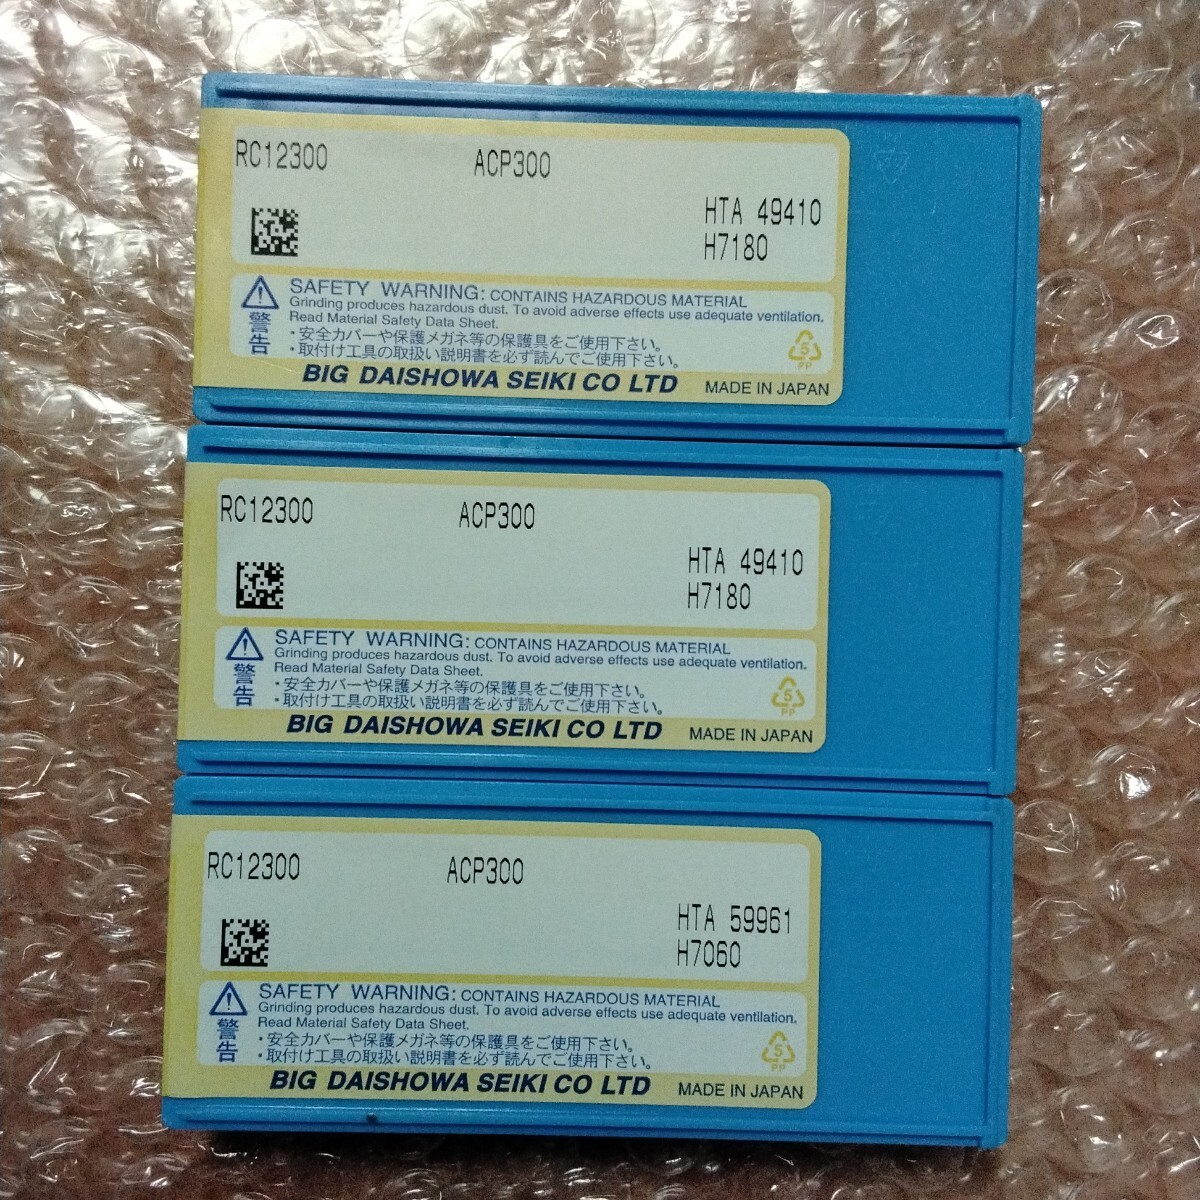 RC12300 ACP300
HTA 49410
H7180
SAFETY WARNING: CONTAINS HAZARDOUS MATERIAL
Grinding produces hazardous dust. To avoid adverse effects use adequate ventilation.
Read Material Safety Data Sheet.
警告
・安全カバーや保護メガネ等の保護具をご使用下さい。
・取付け工具の取扱い説明書を必ず読んでご使用下さい。
5
PP
BIG DAISHOWA SEIKI CO LTD MADE IN JAPAN
RC12300 ACP300
HTA 49410
H7180
SAFETY WARNING: CONTAINS HAZARDOUS MATERIAL
Grinding produces hazardous dust. To avoid adverse effects use adequate ventilation.
Read Material Safety Data Sheet.
警告
・安全カバーや保護メガネ等の保護具をご使用下さい。
・取付け工具の取扱い説明書を必ず読んでご使用下さい。
5
PP
BIG DAISHOWA SEIKI CO LTD MADE IN JAPAN
RC12300 ACP300
HTA 59961
H7060
SAFETY WARNING: CONTAINS HAZARDOUS MATERIAL
Grinding produces hazardous dust. To avoid adverse effects use adequate ventilation.
Read Material Safety Data Sheet.
警告
・安全カバーや保護メガネ等の保護具をご使用下さい。
・取付け工具の取扱い説明書を必ず読んでご使用下さい。
5
PP
BIG DAISHOWA SEIKI CO LTD MADE IN JAPAN